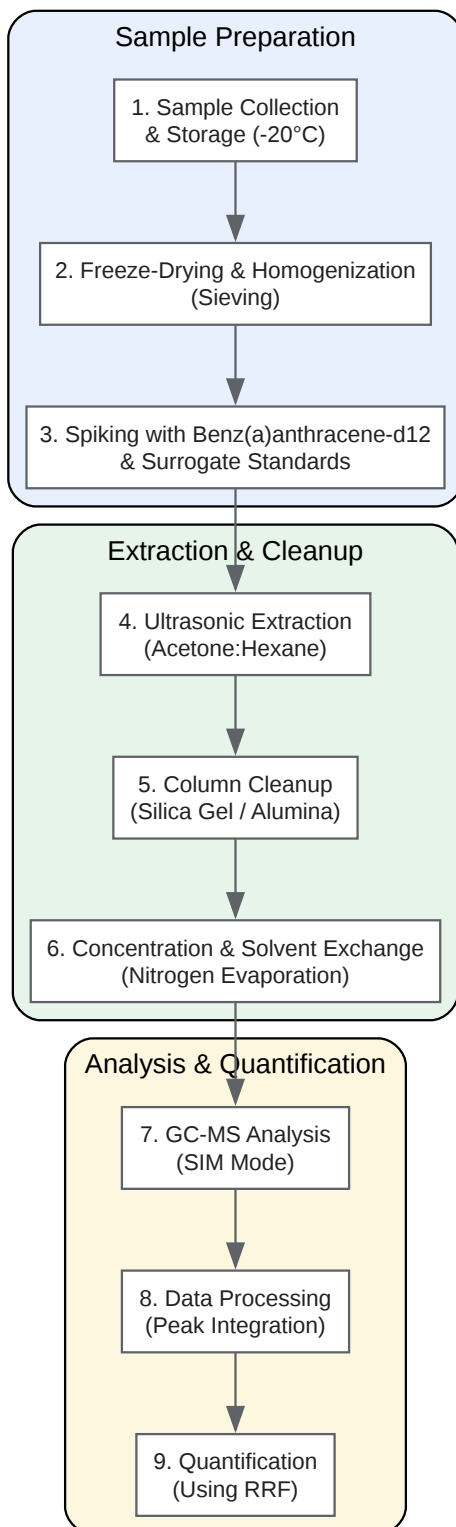 Sample Preparation
1. Sample Collection
& Storage (-20°C)
2. Freeze-Drying & Homogenization
(Sieving)
3. Spiking with Benz(a)anthracene-d12
& Surrogate Standards
Extraction & Cleanup
4. Ultrasonic Extraction
(Acetone:Hexane)
5. Column Cleanup
(Silica Gel / Alumina)
6. Concentration & Solvent Exchange
(Nitrogen Evaporation)
Analysis & Quantification
7. GC-MS Analysis
(SIM Mode)
8. Data Processing
(Peak Integration)
9. Quantification
(Using RRF)